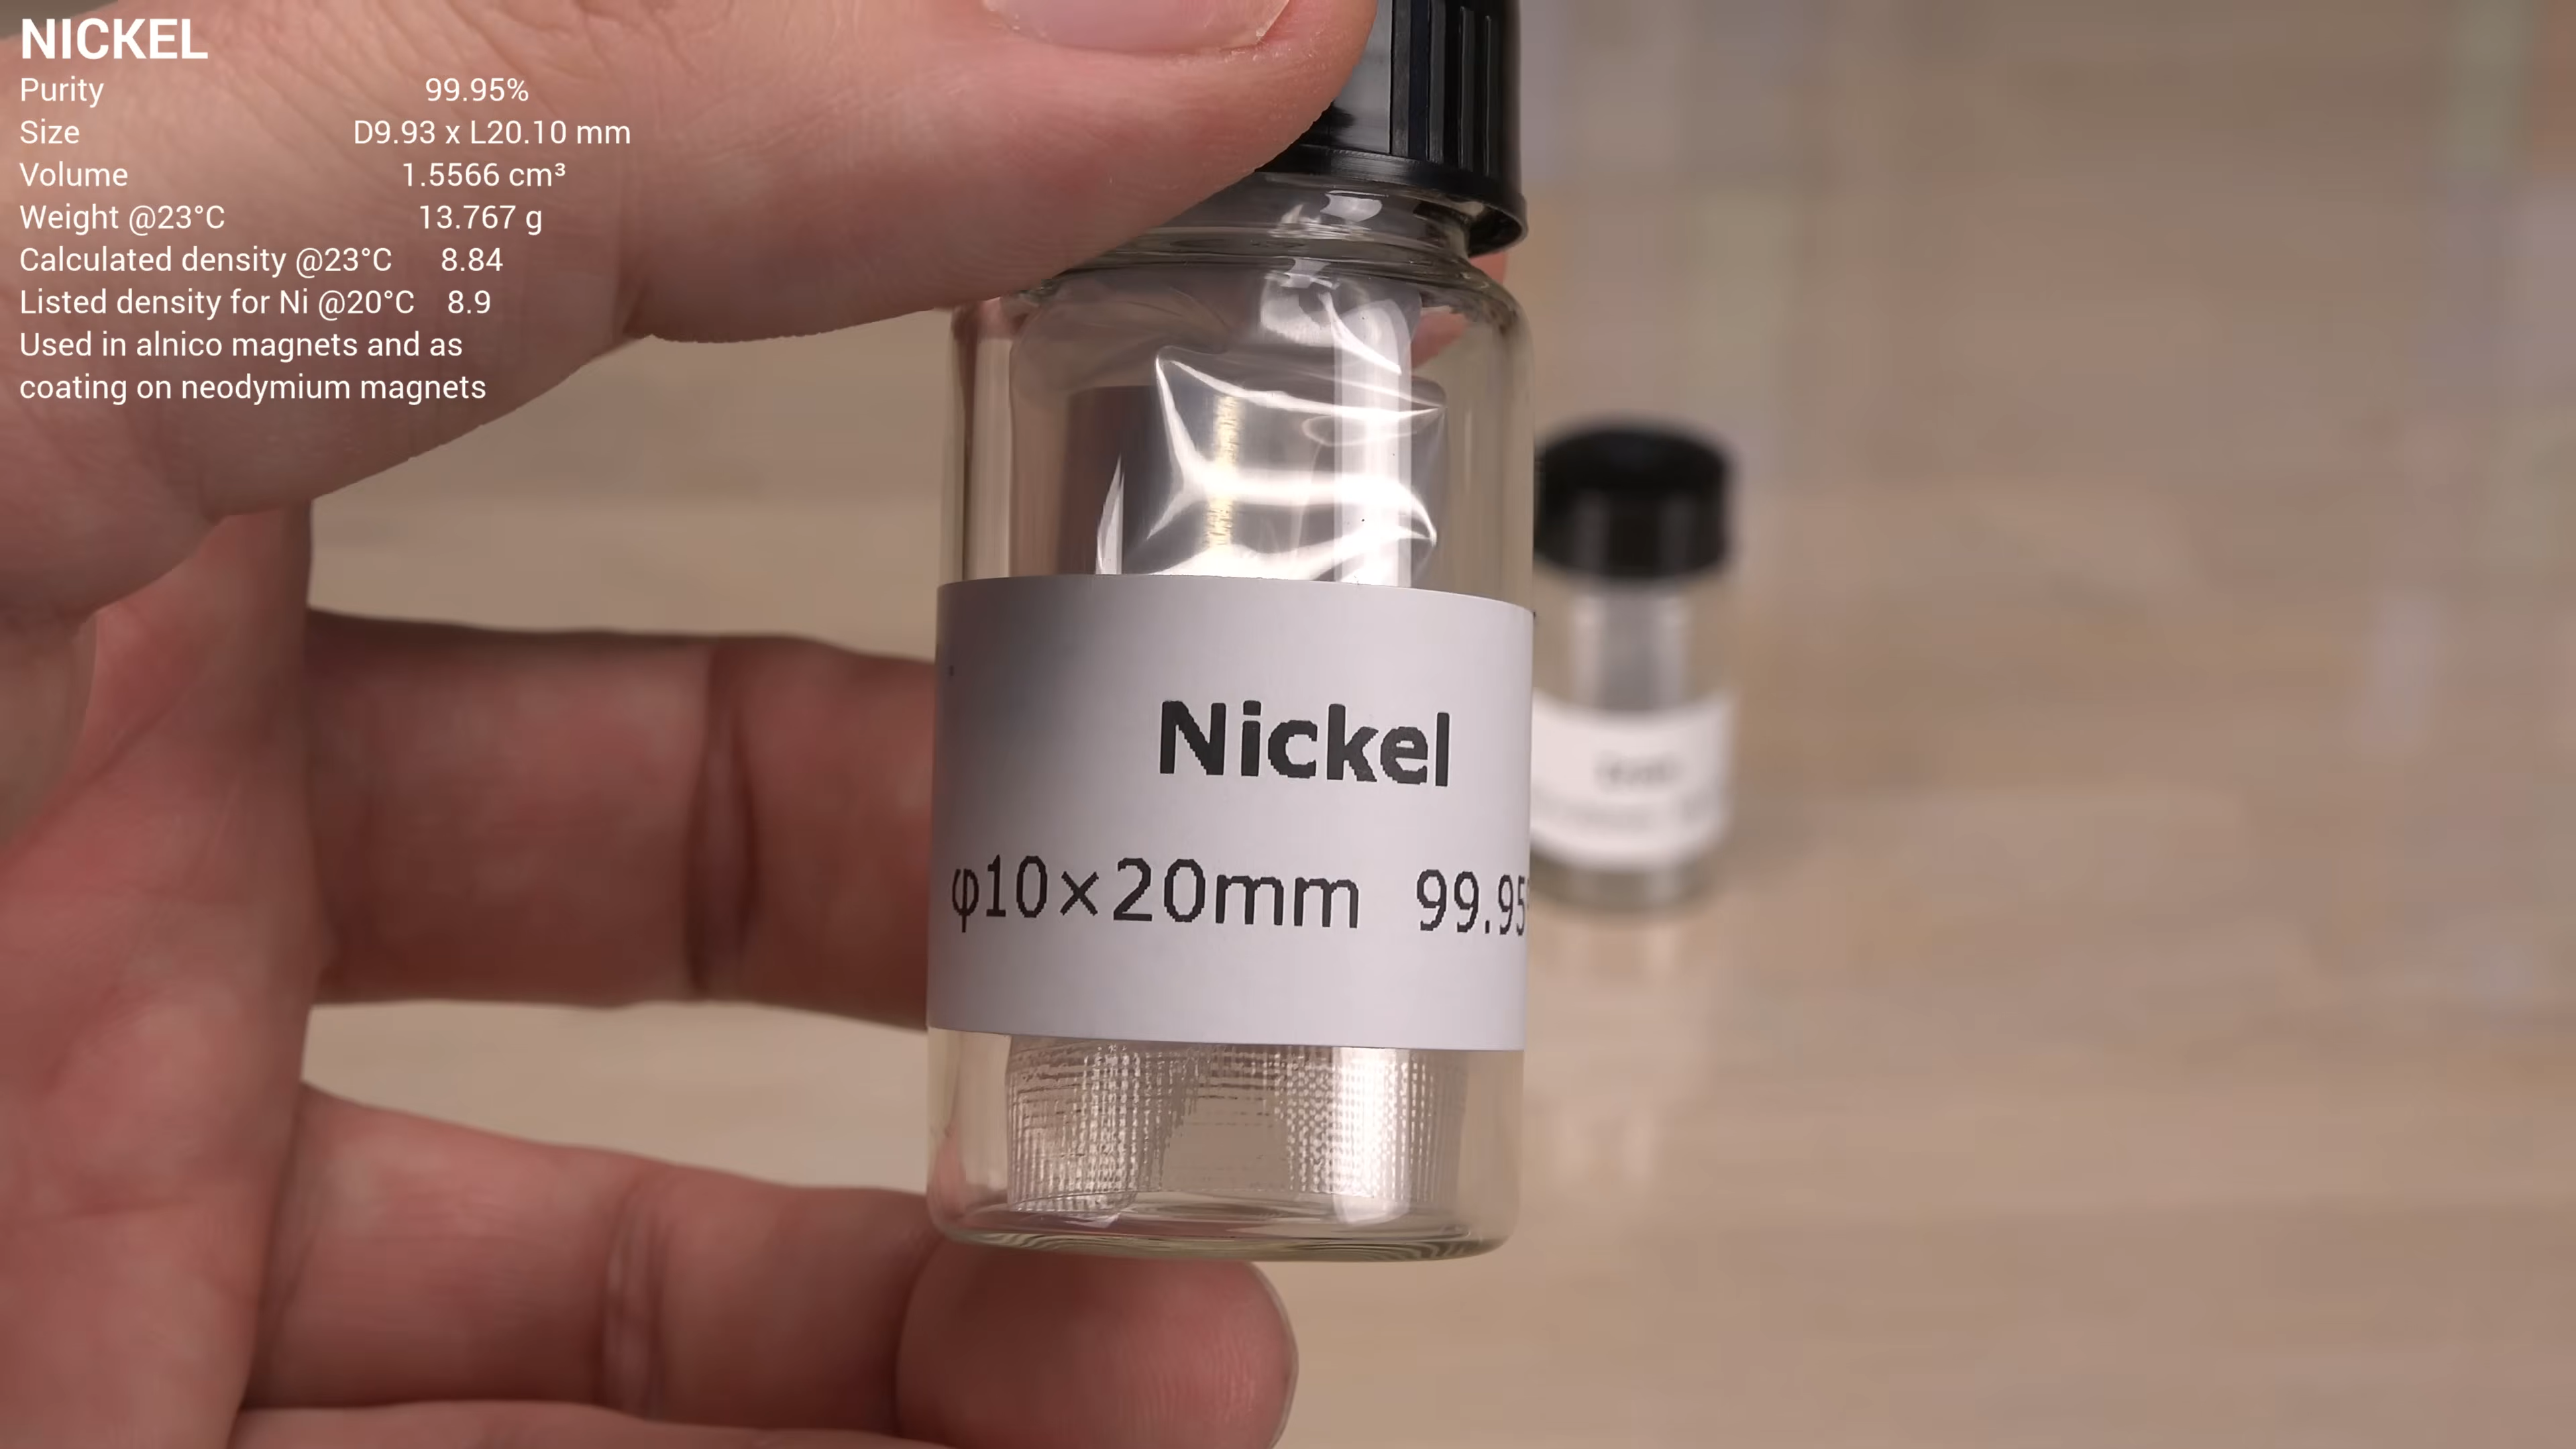 NICKEL
Purity 99.95%
Size D9.93 x L20.10 mm
Volume 1.5566 cm³
Weight @23°C 13.767 g
Calculated density @23°C 8.84
Listed density for Ni @20°C 8.9
Used in alnico magnets and as
coating on neodymium magnets
Nickel
φ10×20mm 99.95